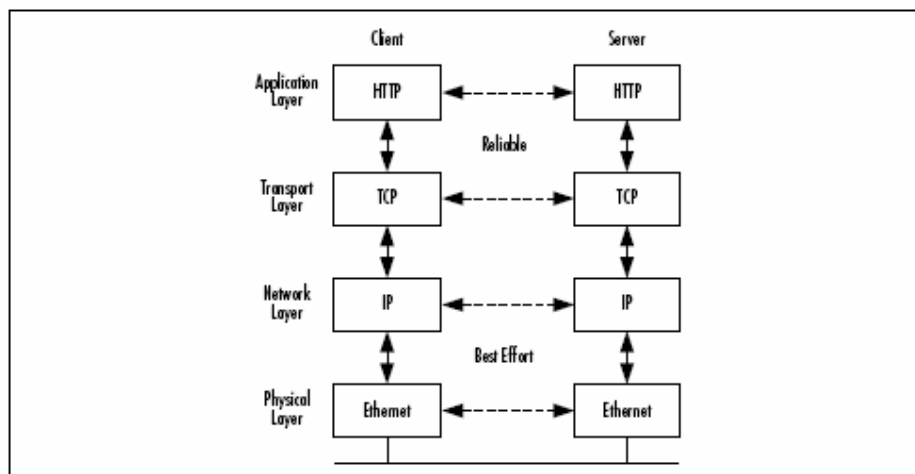 Client Server
Application
Layer
HTTP HTTP
Reliable
Transport
Layer
TCP TCP
Network
Layer
IP IP
Best Effort
Physical
Layer
Ethernet Ethernet